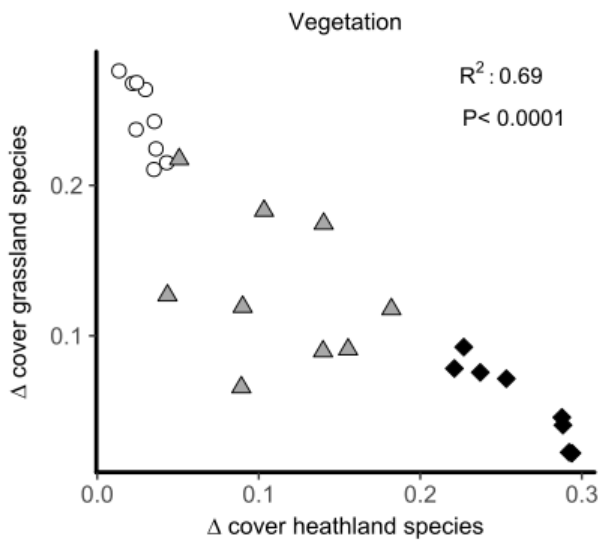 Vegetation
R2 : 0.69
P< 0.0001
Δ cover grassland species
0.2
0.1
0.0 0.1 0.2 0.3
Δ cover heathland species